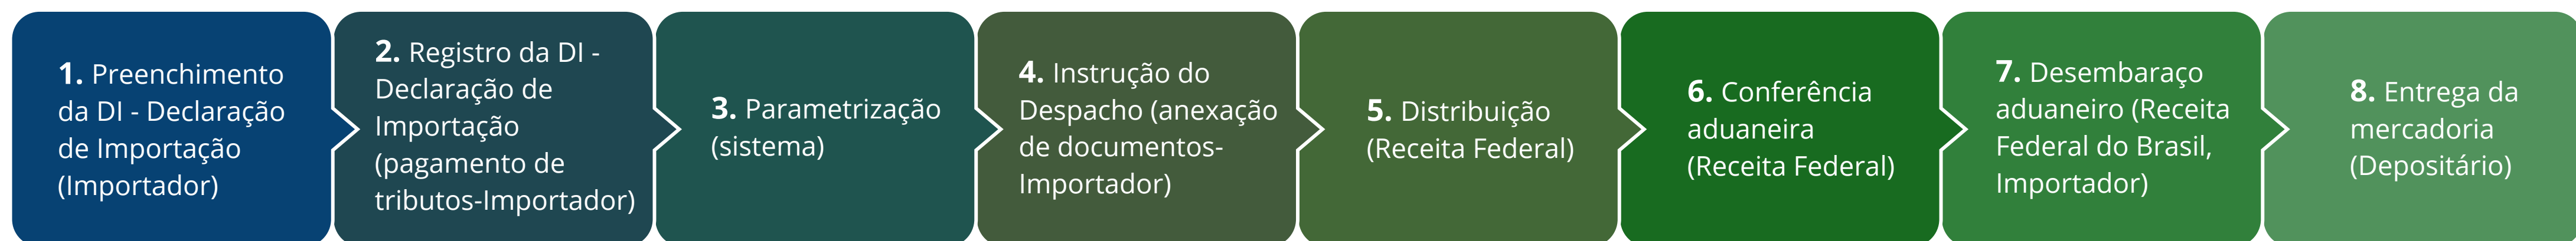 1. Preenchimento
da DI - Declaração
de Importação
(Importador)
2. Registro da DI -
Declaração de
Importação
(pagamento de
tributos-Importador)
3. Parametrização
(sistema)
4. Instrução do
Despacho (anexação
de documentos-
Importador)
5. Distribuição
(Receita Federal)
6. Conferência
aduaneira
(Receita Federal)
7. Desembaraço
aduaneiro (Receita
Federal do Brasil,
Importador)
8. Entrega da
mercadoria
(Depositário)